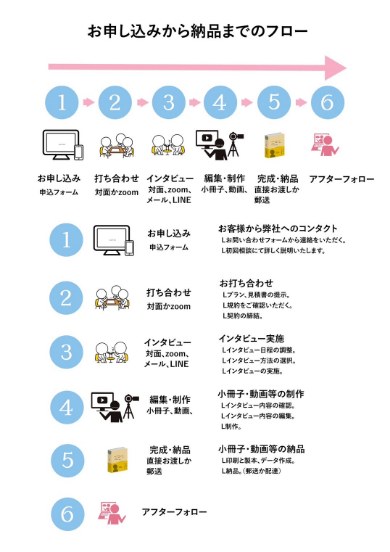 お申し込みから納品までのフロー
1
2
3
4
5
6
お申し込み
申込フォーム
打ち合わせ
対面かzoom
インタビュー
対面、zoom、
メール、LINE
編集・制作
小冊子、動画、
完成・納品
直接お渡しか
郵送
アフターフォロー
1
お申し込み
申込フォーム
お客様から弊社へのコンタクト
Lお問い合わせフォームから連絡をいただく。
L初回相談にて詳しく説明いたします。
2
打ち合わせ
対面かzoom
お打ち合わせ
Lプラン、見積書の提示。
L規約をご確認いただく。
L契約の締結。
3
インタビュー
対面、zoom、
メール、LINE
インタビュー実施
Lインタビュー日程の調整。
Lインタビュー方法の選択。
Lインタビューの実施。
4
編集・制作
小冊子、動画、
小冊子・動画等の制作
Lインタビュー内容の確認。
Lインタビュー内容の編集。
L制作。
5
完成・納品
直接お渡しか
郵送
小冊子・動画等の納品
L印刷と製本、データ作成。
L納品。（郵送か配達）
6
アフターフォロー